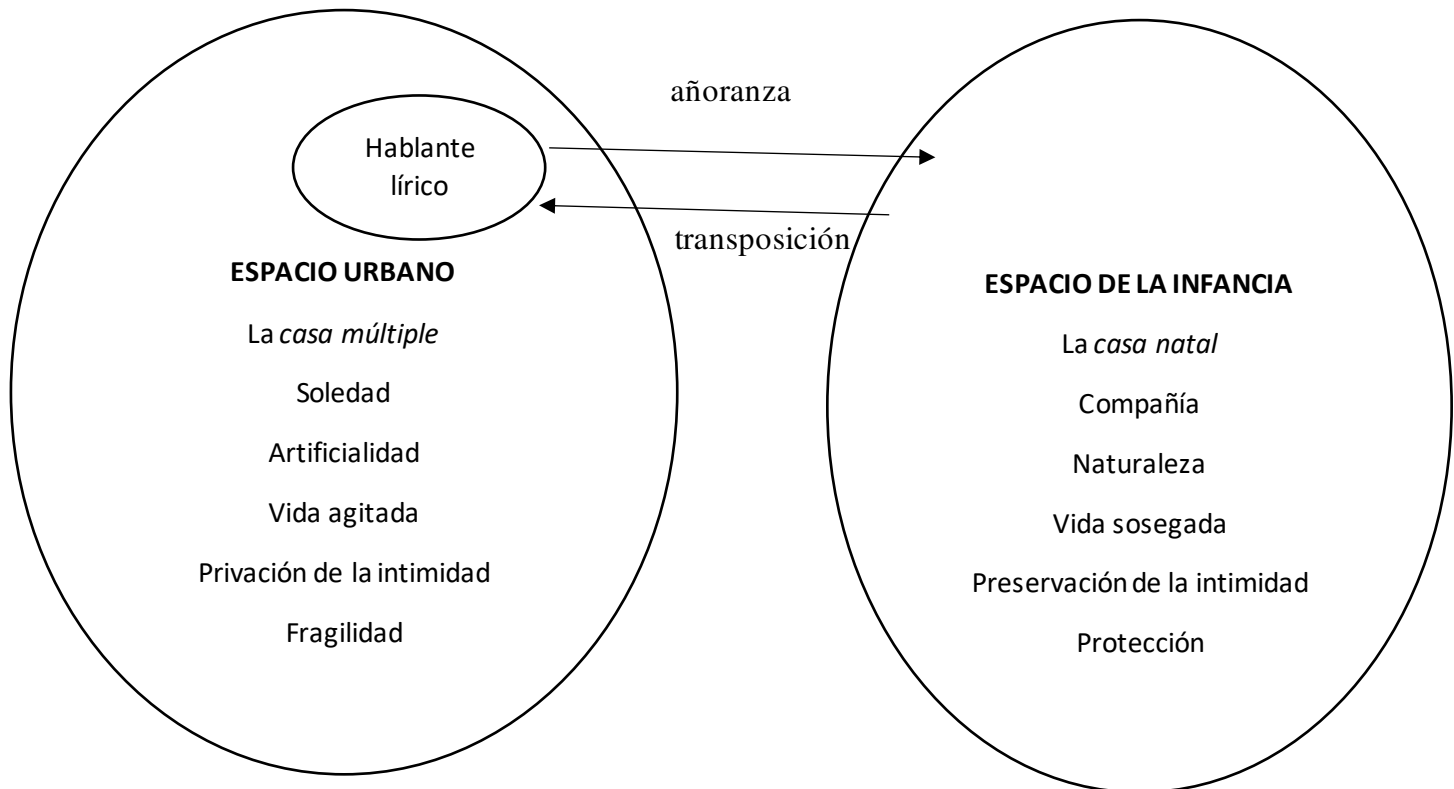 añoranza
Hablante
lírico
transposición
ESPACIO URBANO
La casa múltiple
Soledad
Artificialidad
Vida agitada
Privación de la intimidad
Fragilidad
ESPACIO DE LA INFANCIA
La casa natal
Compañía
Naturaleza
Vida sosegada
Preservación de la intimidad
Protección